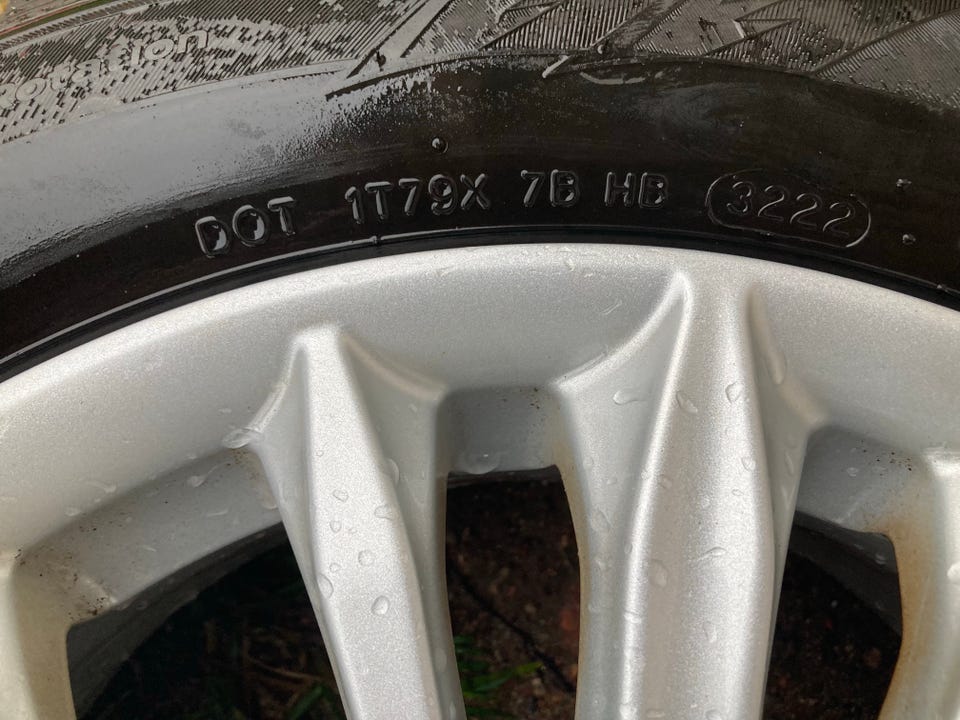 Rotation
DOT 1T79X 7B HB 3222